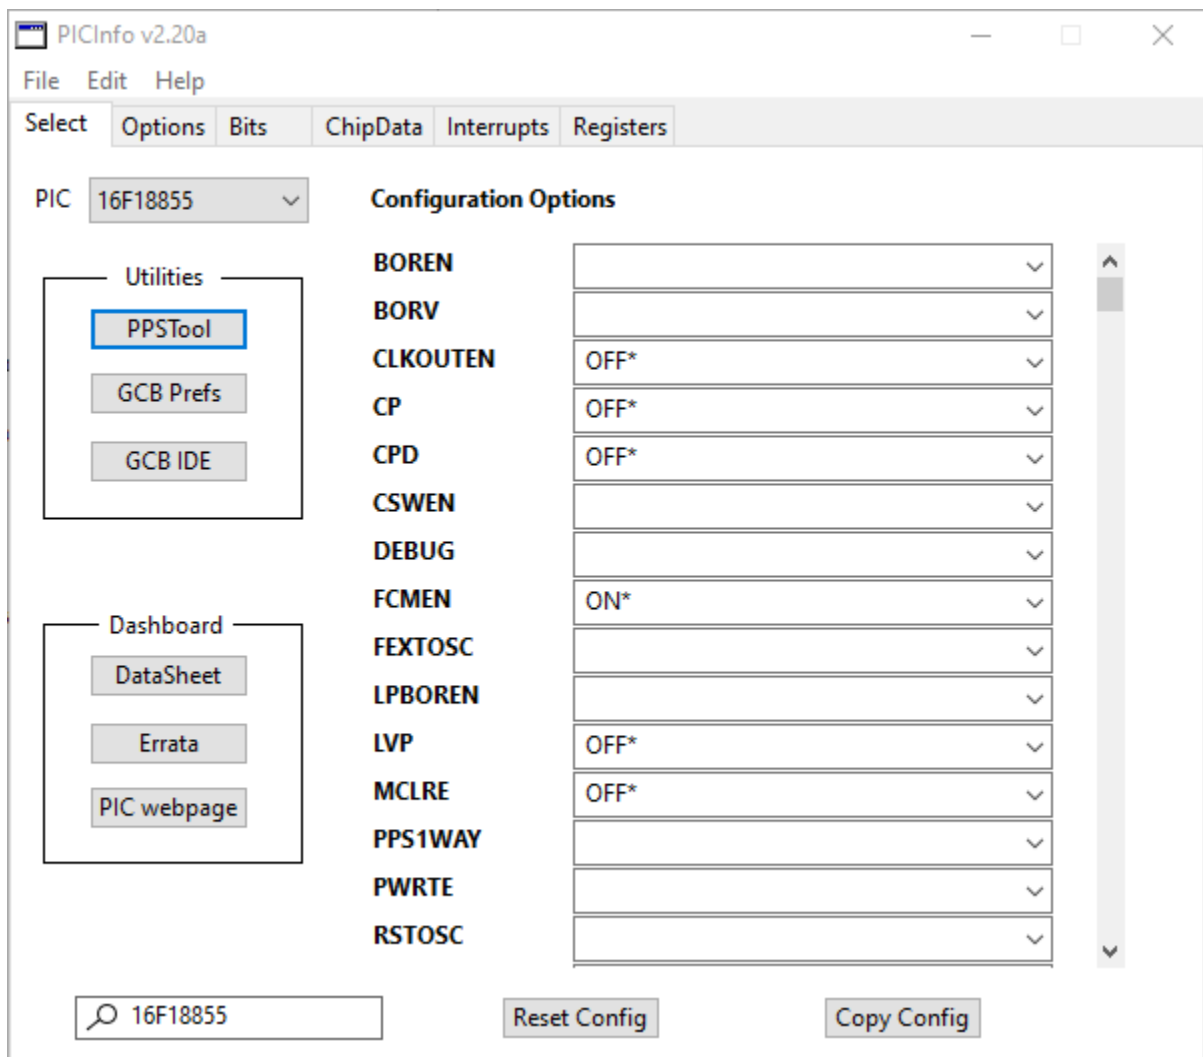 PICInfo v2.20a
File Edit Help
Select Options Bits ChipData Interrupts Registers
PIC 16F18855
Configuration Options
Utilities
PPSTool
GCB Prefs
GCB IDE
Dashboard
DataSheet
Errata
PIC webpage
BOREN
BORV
CLKOUTEN OFF*
CP OFF*
CPD OFF*
CSWEN
DEBUG
FCMEN ON*
FEXTOSC
LPBOREN
LVP OFF*
MCLRE OFF*
PPS1WAY
PWRTE
RSTOSC
16F18855
Reset Config
Copy Config